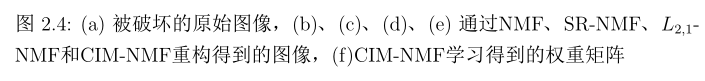 图 2.4: (a) 被破坏的原始图像，(b)、(c)、(d)、(e) 通过NMF、SR-NMF、$L_{2,1}$-
NMF和CIM-NMF重构得到的图像，(f)CIM-NMF学习得到的权重矩阵